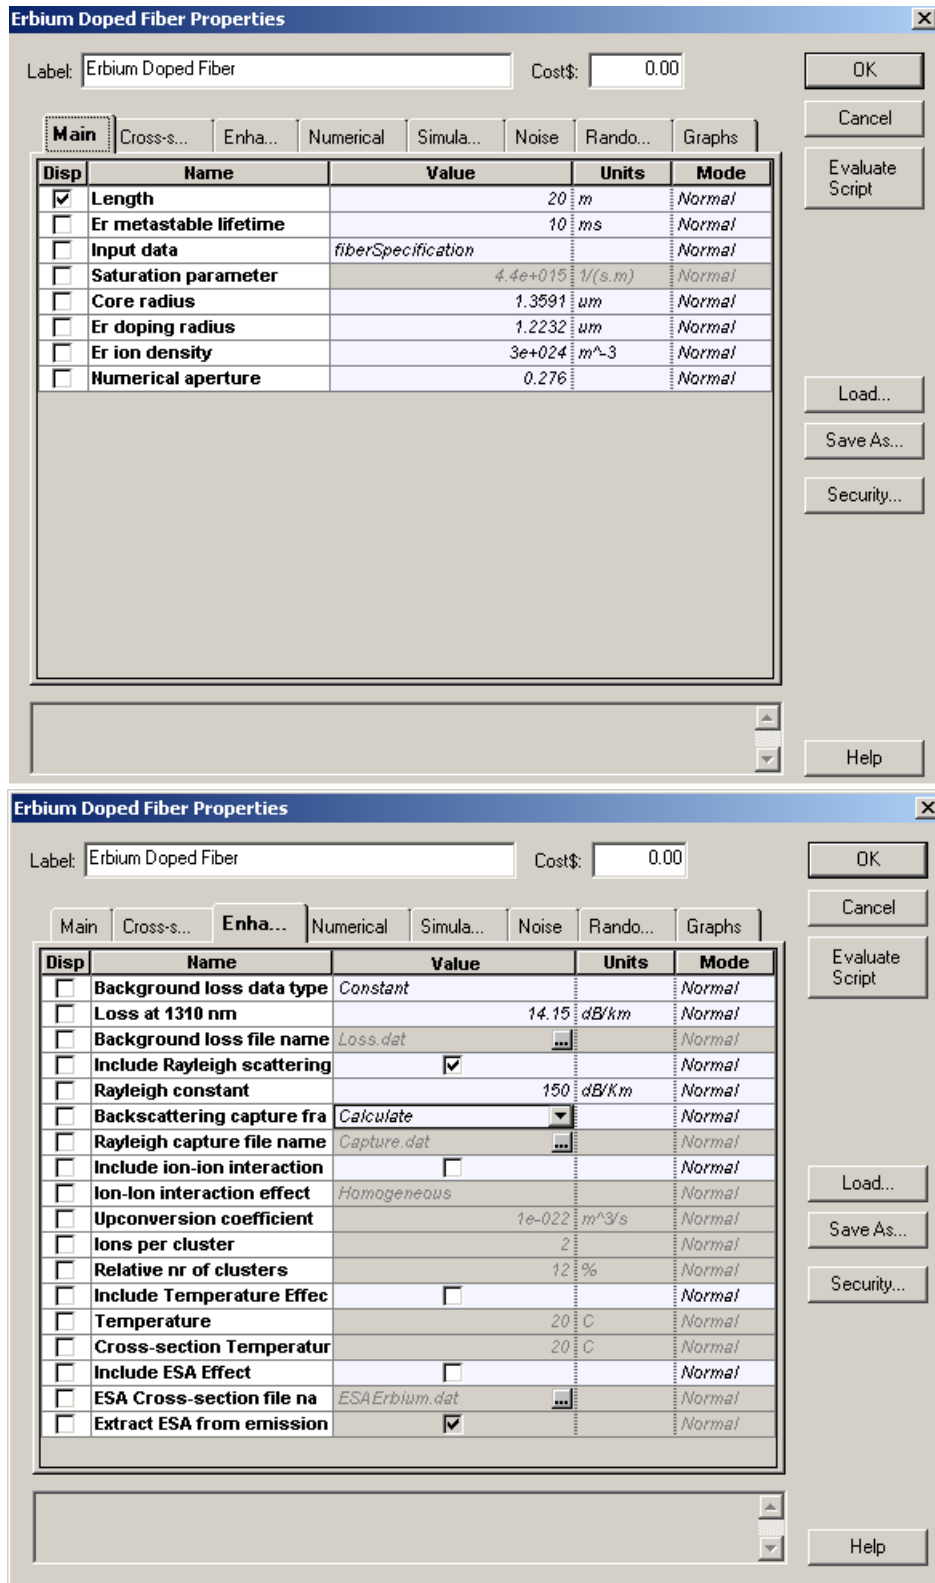 Erbium Doped Fiber Properties
Label: Erbium Doped Fiber Cost$: 0.00 OK
Cancel
Main Cross-s... Enha... Numerical Simula... Noise Rando... Graphs
Evaluate Script
Disp Name Value Units Mode
Length 20 m Normal
Er metastable lifetime 10 ms Normal
Input data fiberSpecification Normal
Saturation parameter 4.4e+015 1/(s.m) Normal
Core radius 1.3591 um Normal
Er doping radius 1.2232 um Normal
Er ion density 3e+024 m^-3 Normal
Numerical aperture 0.276 Normal
Load...
Save As...
Security...
Help
Erbium Doped Fiber Properties
Label: Erbium Doped Fiber Cost$: 0.00 OK
Cancel
Main Cross-s... Enha... Numerical Simula... Noise Rando... Graphs
Evaluate Script
Disp Name Value Units Mode
Background loss data type Constant Normal
Loss at 1310 nm 14.15 dB/km Normal
Background loss file name Loss.dat ... Normal
Include Rayleigh scattering Normal
Rayleigh constant 150 dB/Km Normal
Backscattering capture fra Calculate Normal
Rayleigh capture file name Capture.dat ... Normal
Include ion-ion interaction Normal
Ion-Ion interaction effect Homogeneous Normal
Upconversion coefficient 1e-022 m^3/s Normal
Ions per cluster 2 Normal
Relative nr of clusters 12 % Normal
Include Temperature Effec Normal
Temperature 20 C Normal
Cross-section Temperatur 20 C Normal
Include ESA Effect Normal
ESA Cross-section file na ESAErbium.dat ... Normal
Extract ESA from emission Normal
Load...
Save As...
Security...
Help